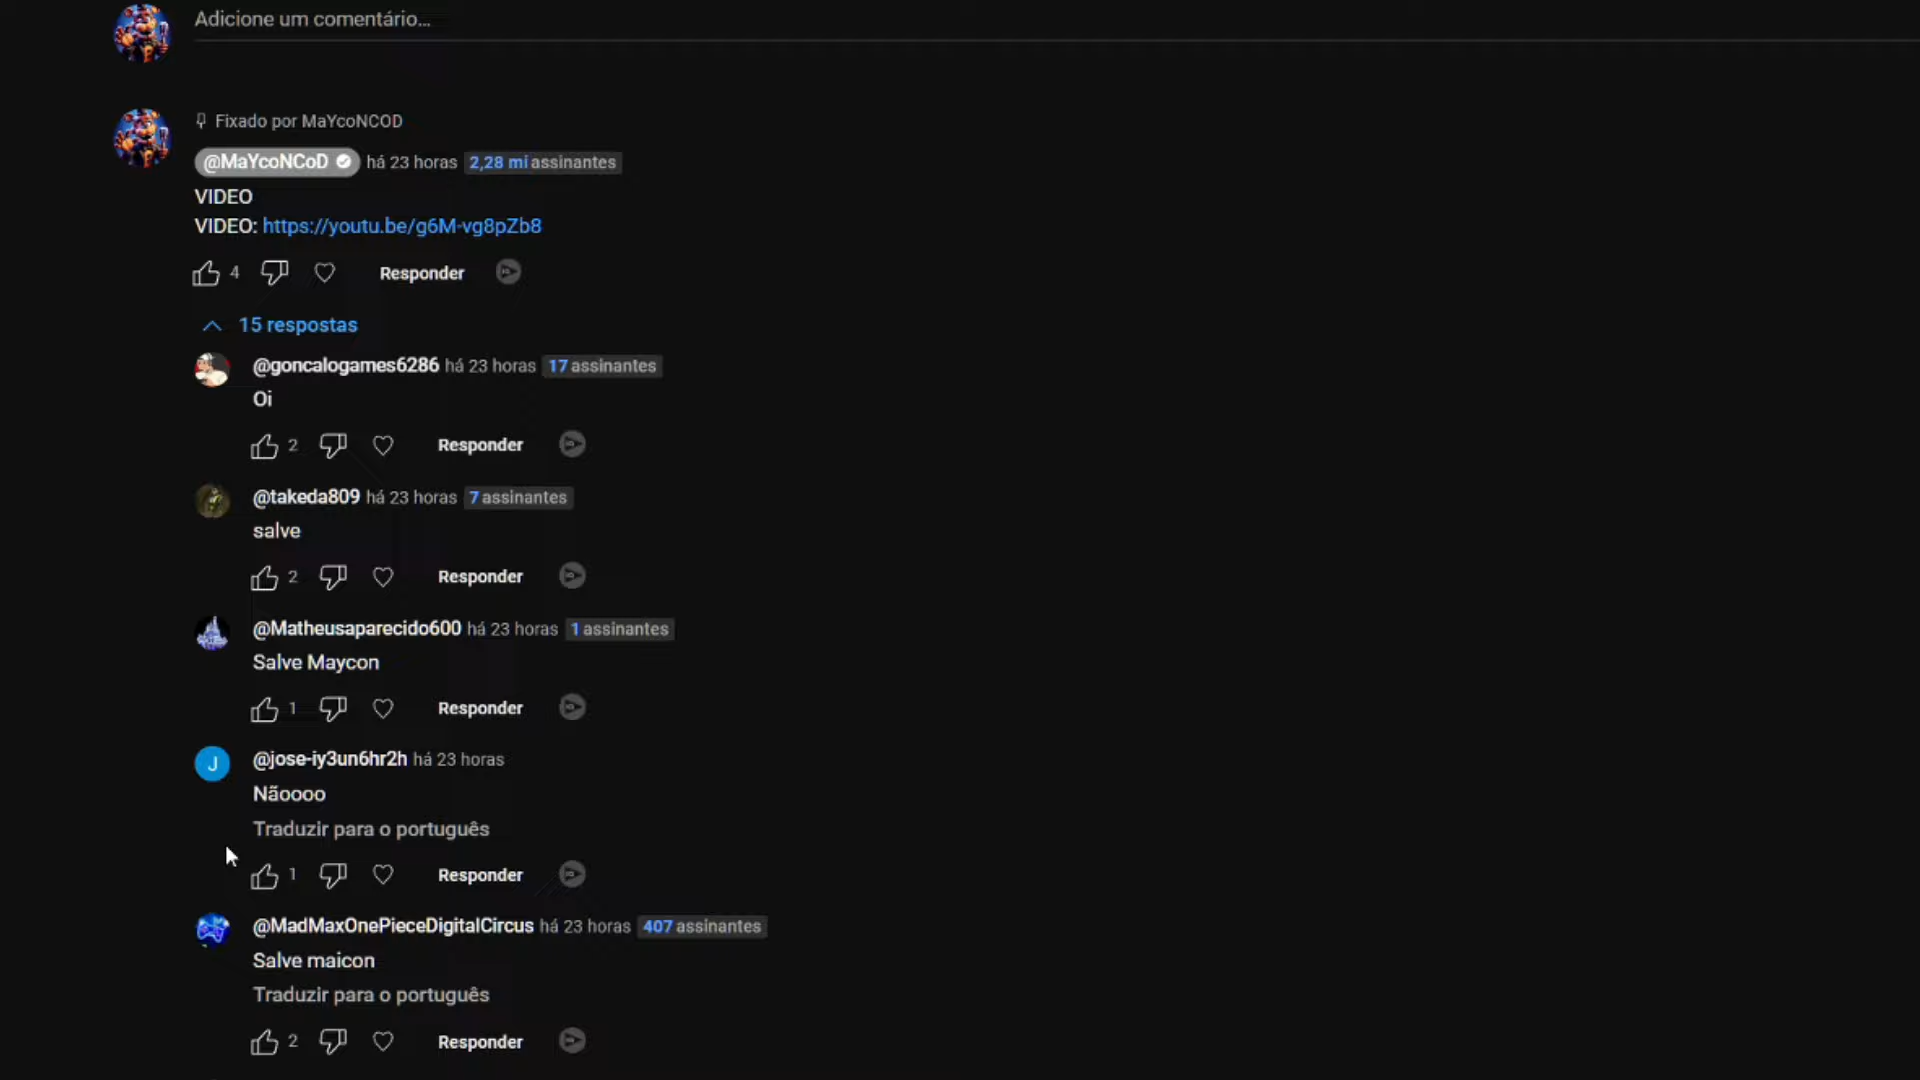 Adicione um comentário...
Fixado por MaYcoNCOD
@MaYcoNCoD há 23 horas 2,28 mi assinantes
VIDEO
VIDEO: https://youtu.be/g6M-vg8pZb8
4 Responder
15 respostas
@goncalogames6286 há 23 horas 17 assinantes
Oi
2 Responder
@takeda809 há 23 horas 7 assinantes
salve
2 Responder
@Matheusaparecido600 há 23 horas 1 assinantes
Salve Maycon
1 Responder
J @jose-iy3un6hr2h há 23 horas
Nãoooo
Traduzir para o português
1 Responder
@MadMaxOnePieceDigitalCircus há 23 horas 407 assinantes
Salve maicon
Traduzir para o português
2 Responder